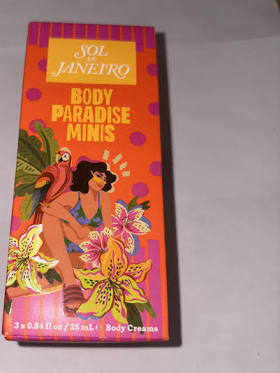 SOL
DE
JANEIRO
BODY
PARADISE
MINIS
3 x 0.84 fl oz / 25 mL ℮ Body Creams